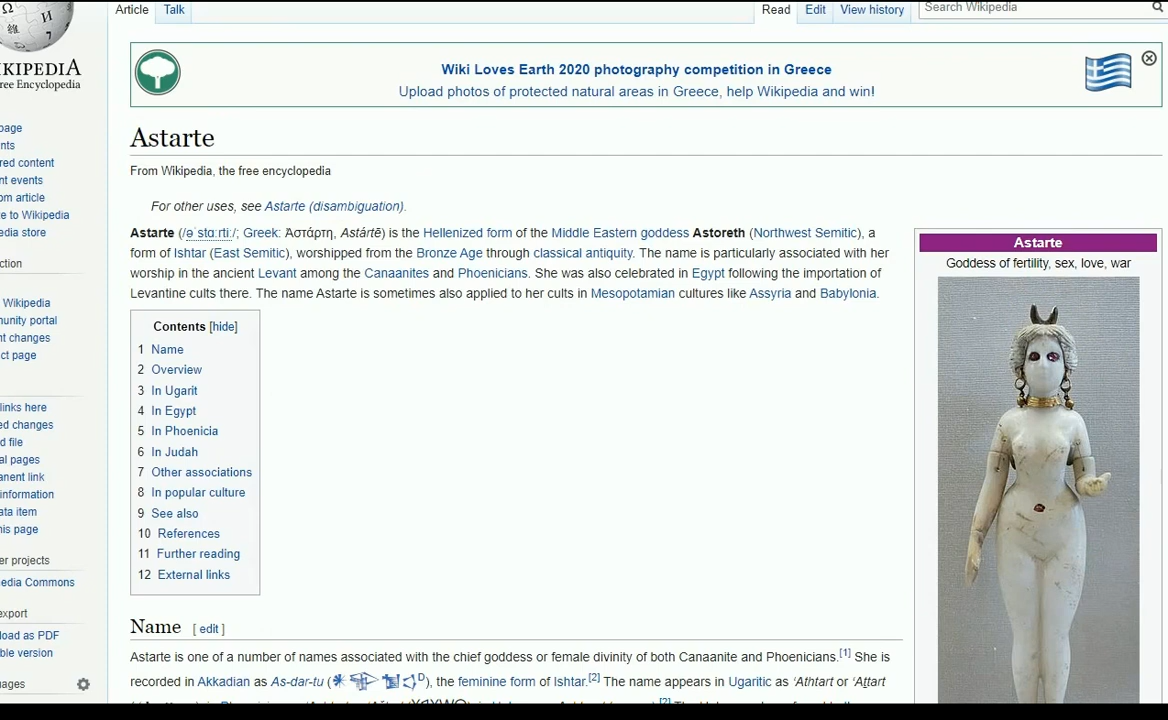 Article Talk Read Edit View history Search Wikipedia
Ω
И
維
IKIPEDIA
ree Encyclopedia
Wiki Loves Earth 2020 photography competition in Greece
Upload photos of protected natural areas in Greece, help Wikipedia and win!
page
nts
red content
nt events
om article
e to Wikipedia
edia store
ction
Wikipedia
unity portal
nt changes
ct page
links here
ed changes
d file
al pages
anent link
information
ata item
his page
er projects
edia Commons
export
load as PDF
ble version
ages
Astarte
From Wikipedia, the free encyclopedia
For other uses, see Astarte (disambiguation).
Astarte (/əˈstɑːrtiː/; Greek: Ἀστάρτη, Astártē) is the Hellenized form of the Middle Eastern goddess Astoreth (Northwest Semitic), a
form of Ishtar (East Semitic), worshipped from the Bronze Age through classical antiquity. The name is particularly associated with her
worship in the ancient Levant among the Canaanites and Phoenicians. She was also celebrated in Egypt following the importation of
Levantine cults there. The name Astarte is sometimes also applied to her cults in Mesopotamian cultures like Assyria and Babylonia.
Contents [hide]
1 Name
2 Overview
3 In Ugarit
4 In Egypt
5 In Phoenicia
6 In Judah
7 Other associations
8 In popular culture
9 See also
10 References
11 Further reading
12 External links
Name [ edit ]
Astarte is one of a number of names associated with the chief goddess or female divinity of both Canaanite and Phoenicians.[1] She is
recorded in Akkadian as As-dar-tu (D), the feminine form of Ishtar.[2] The name appears in Ugaritic as ʻAthtart or ʻAṯtart
Astarte
Goddess of fertility, sex, love, war